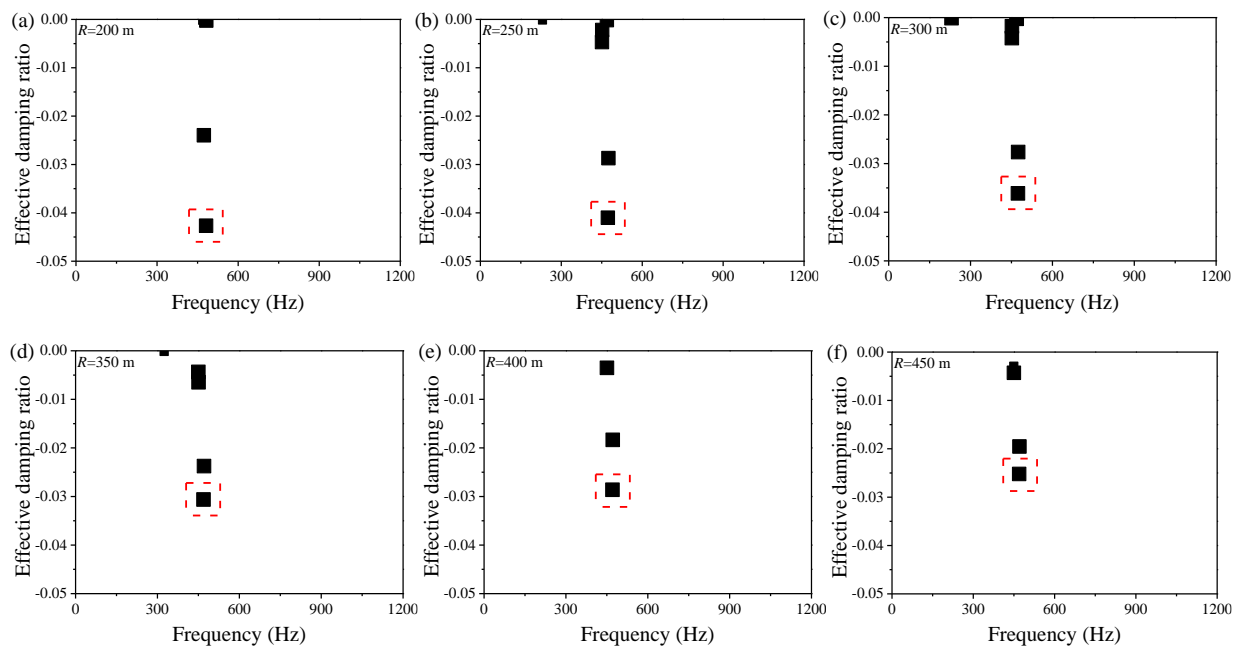 (a)
R=200 m
Effective damping ratio
0.00
-0.01
-0.02
-0.03
-0.04
-0.05
0 300 600 900 1200
Frequency (Hz)
(b)
R=250 m
Effective damping ratio
0.00
-0.01
-0.02
-0.03
-0.04
-0.05
0 300 600 900 1200
Frequency (Hz)
(c)
R=300 m
Effective damping ratio
0.00
-0.01
-0.02
-0.03
-0.04
-0.05
0 300 600 900 1200
Frequency (Hz)
(d)
R=350 m
Effective damping ratio
0.00
-0.01
-0.02
-0.03
-0.04
-0.05
0 300 600 900 1200
Frequency (Hz)
(e)
R=400 m
Effective damping ratio
0.00
-0.01
-0.02
-0.03
-0.04
-0.05
0 300 600 900 1200
Frequency (Hz)
(f)
R=450 m
Effective damping ratio
0.00
-0.01
-0.02
-0.03
-0.04
-0.05
0 300 600 900 1200
Frequency (Hz)